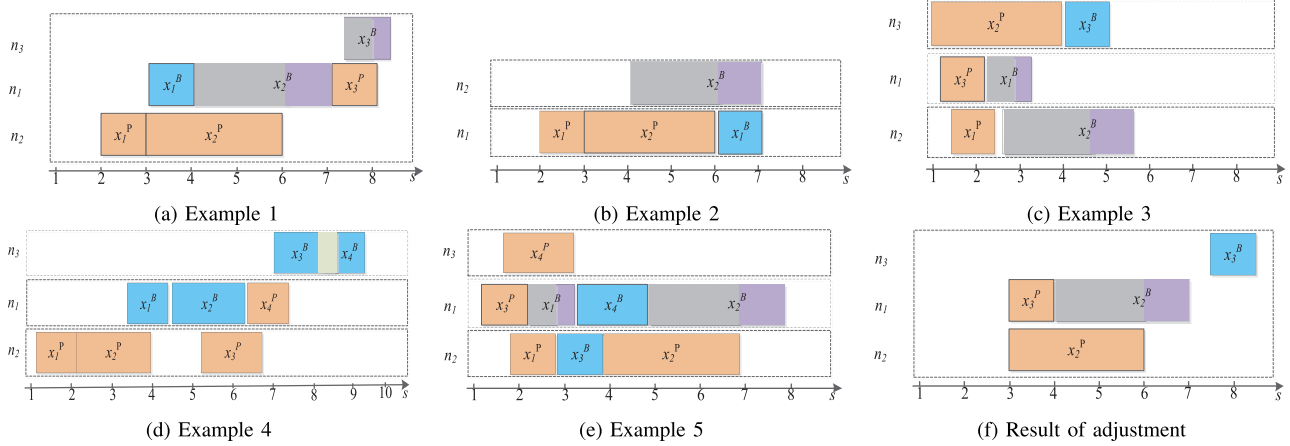 n3 x3B
n1 x1B x2B x3P
n2 x1P x2P
1 2 3 4 5 6 7 8 s
(a) Example 1
n2 x2B
n1 x1P x2P x1B
1 2 3 4 5 6 7 s
(b) Example 2
n3 x2P x3B
n1 x3P x1B
n2 x1P x2B
1 2 3 4 5 6 7 8 s
(c) Example 3
n3 x3B x4B
n1 x1B x2B x4P
n2 x1P x2P x3P
1 2 3 4 5 6 7 8 9 10 s
(d) Example 4
n3 x4P
n1 x3P x1B x4B x2B
n2 x1P x3B x2P
1 2 3 4 5 6 7 8 s
(e) Example 5
n3 x3B
n1 x3P x2B
n2 x2P
1 2 3 4 5 6 7 8 s
(f) Result of adjustment